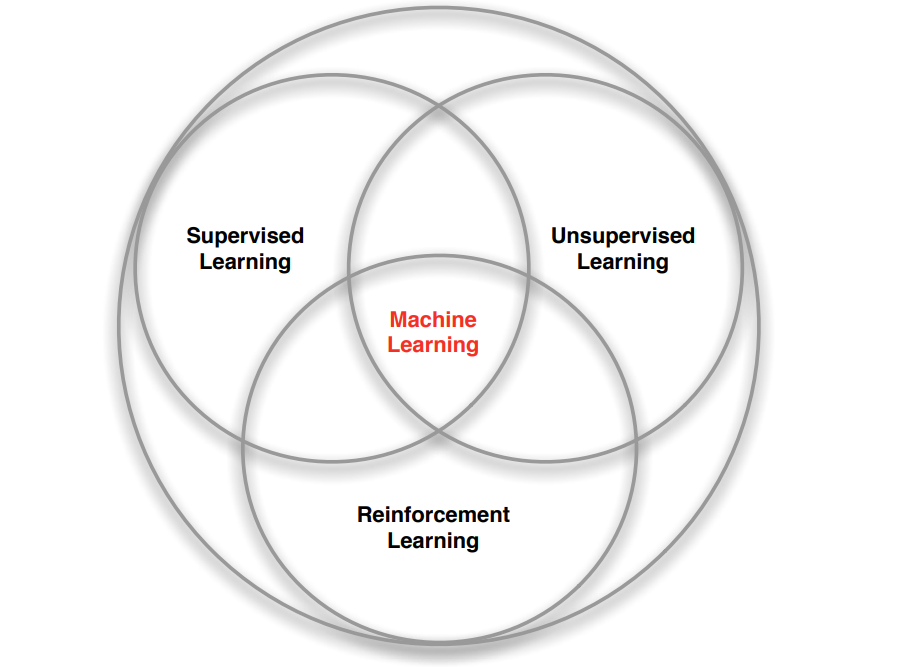 Supervised
Learning
Unsupervised
Learning
Machine
Learning
Reinforcement
Learning